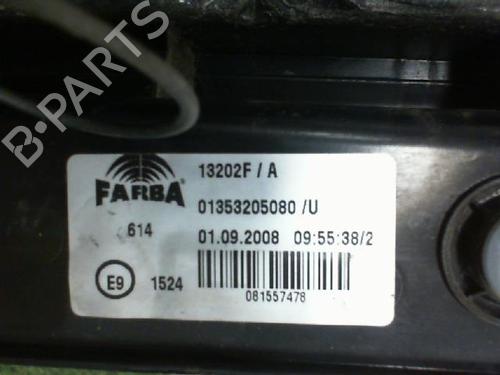 B-PARTS
13202F / A
FARBA®
01353205080 /U
614
01.09.2008 09:55:38/2
E9 1524
081557478